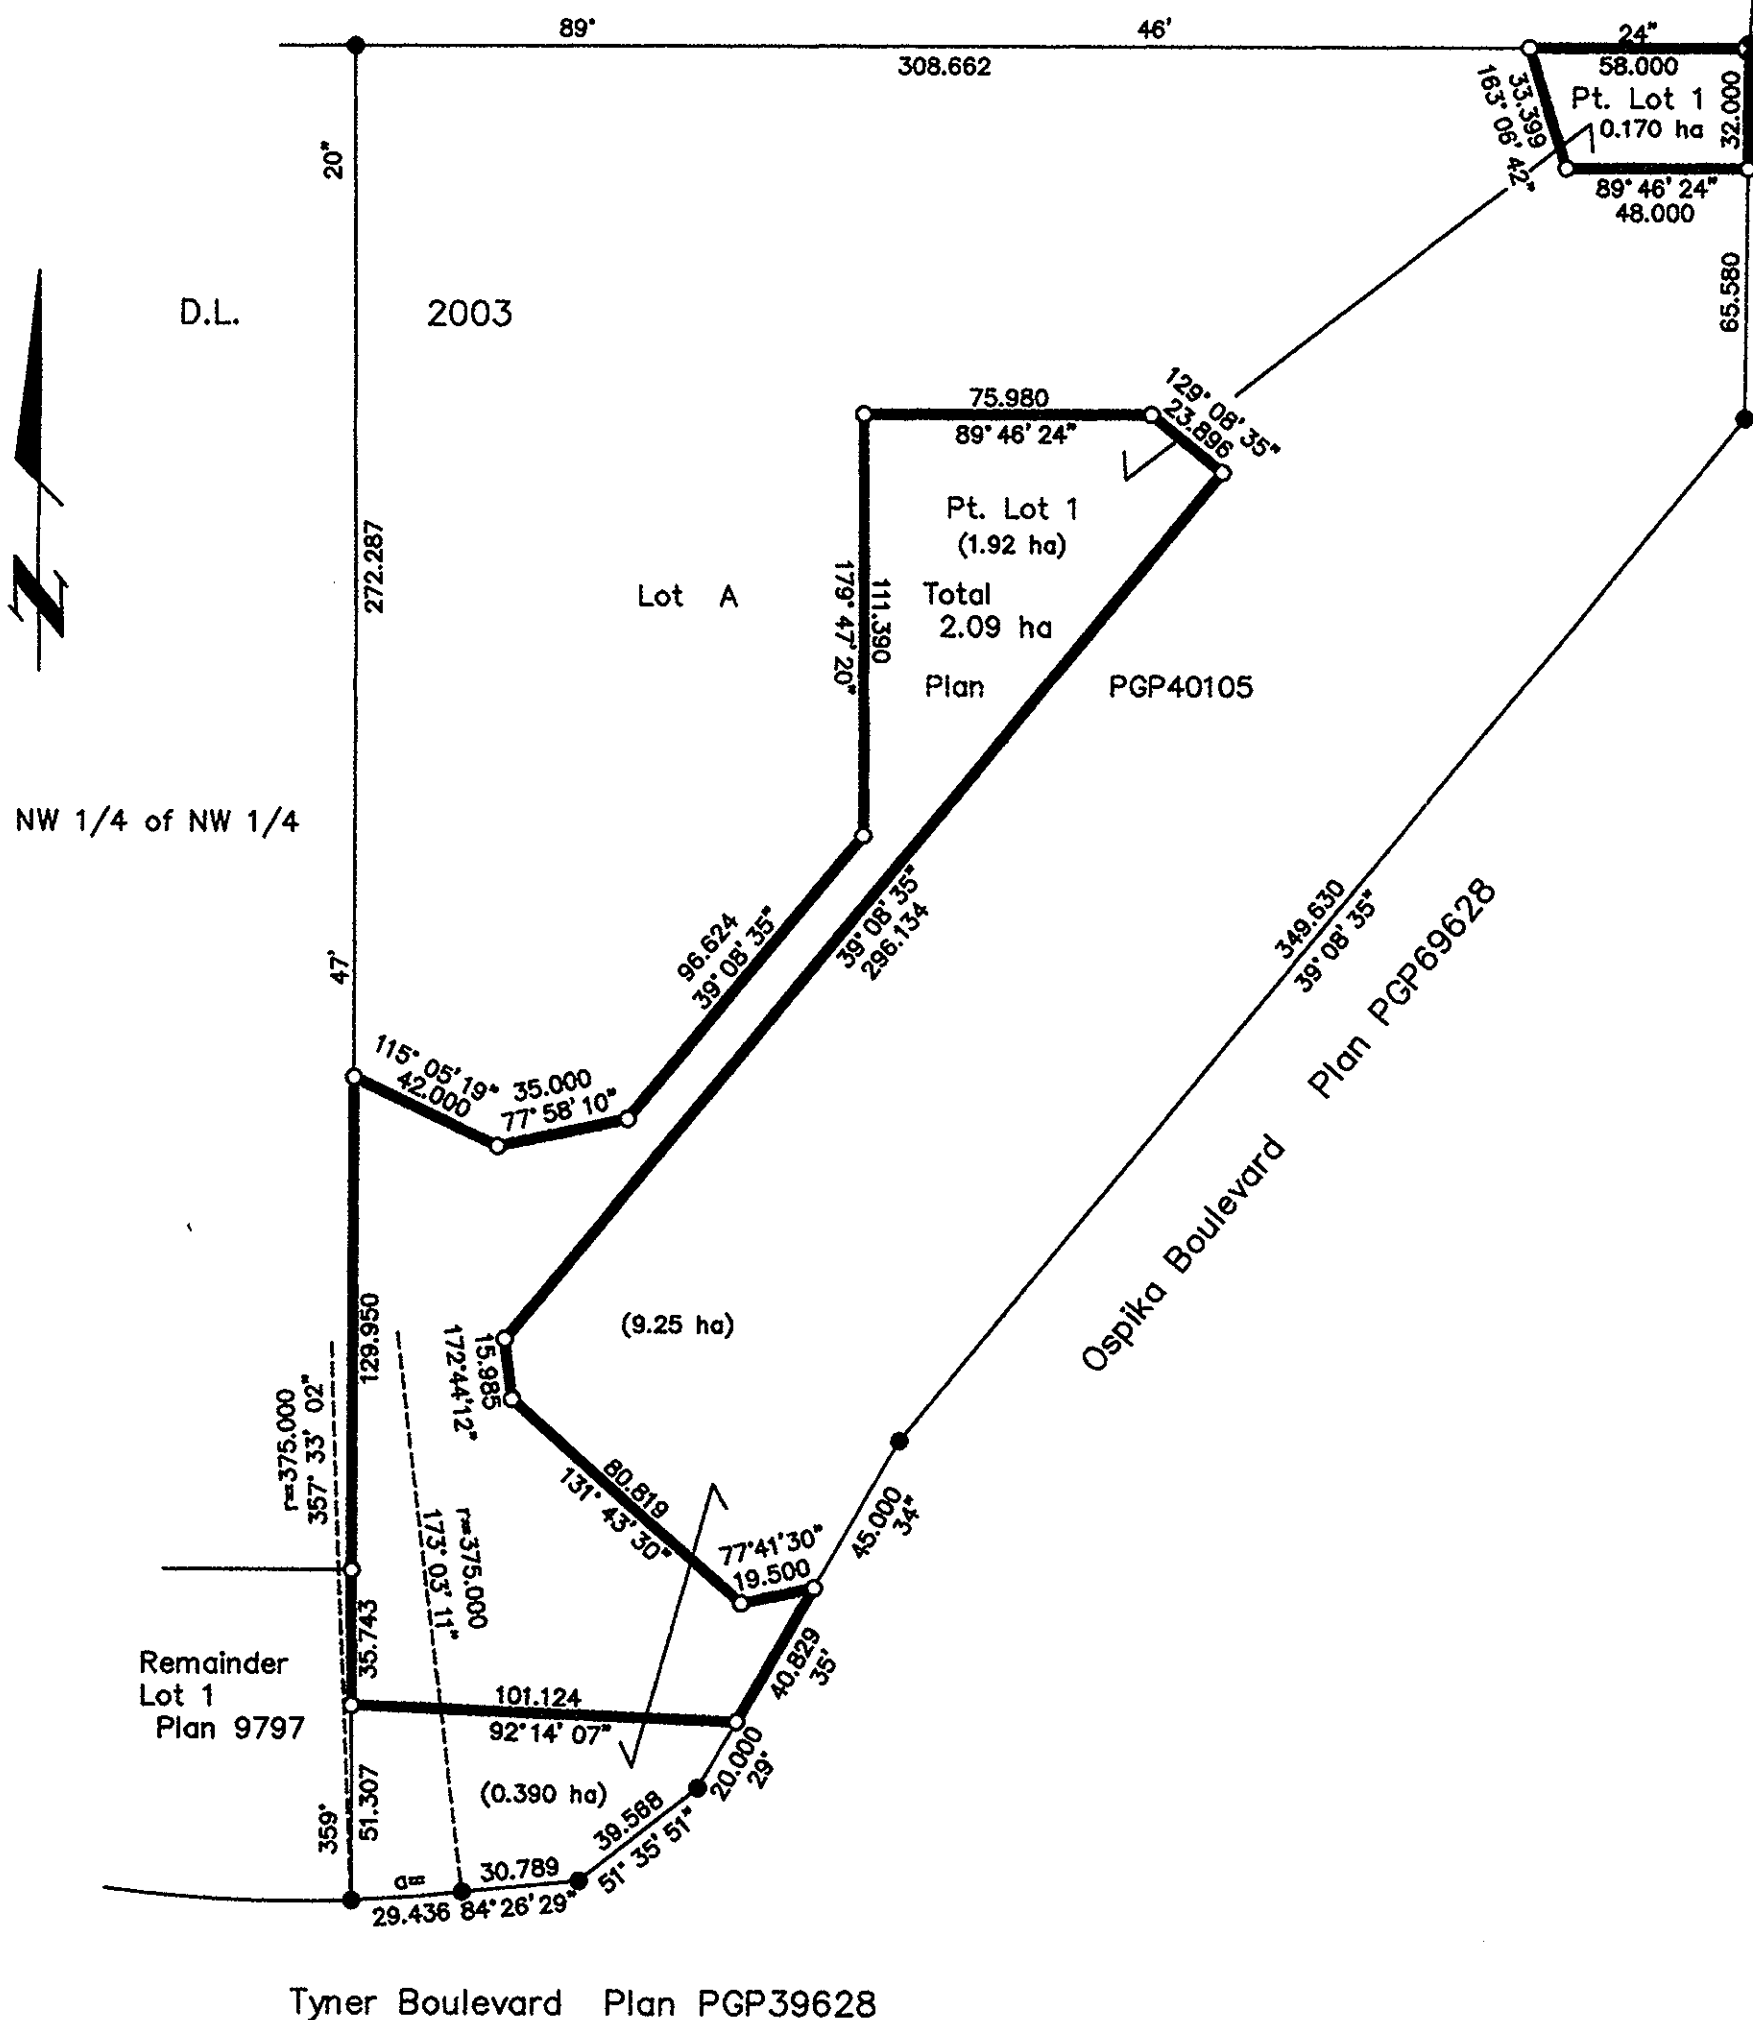 89° 46' 24"
308.662
58.000
Pt. Lot 1
0.170 ha
32.000
33.399
163° 06' 42"
89° 46' 24"
48.000
65.580
20"
D.L. 2003
272.287
47'
N
75.980
89° 46' 24"
129° 08' 35"
23.896
Pt. Lot 1
(1.92 ha)
Total
2.09 ha
Lot A
111.390
179° 47' 20"
Plan PGP40105
NW 1/4 of NW 1/4
96.624
39° 08' 35"
39° 08' 35"
296.134
349.630
39° 08' 35"
Plan PGP69628
Ospika Boulevard
115° 05' 19"
42.000
35.000
77° 58' 10"
129.950
(9.25 ha)
15.985
172° 44' 12"
r=375.000
357° 33' 02"
r=375.000
173° 03' 11"
80.819
131° 43' 30"
77° 41' 30"
19.500
45.000
34"
40.829
35'
35.743
Remainder
Lot 1
Plan 9797
101.124
92° 14' 07"
20.000
29°
(0.390 ha)
39.568
51° 35' 51"
51.307
359°
a=
29.436
30.789
84° 26' 29"
Tyner Boulevard Plan PGP39628